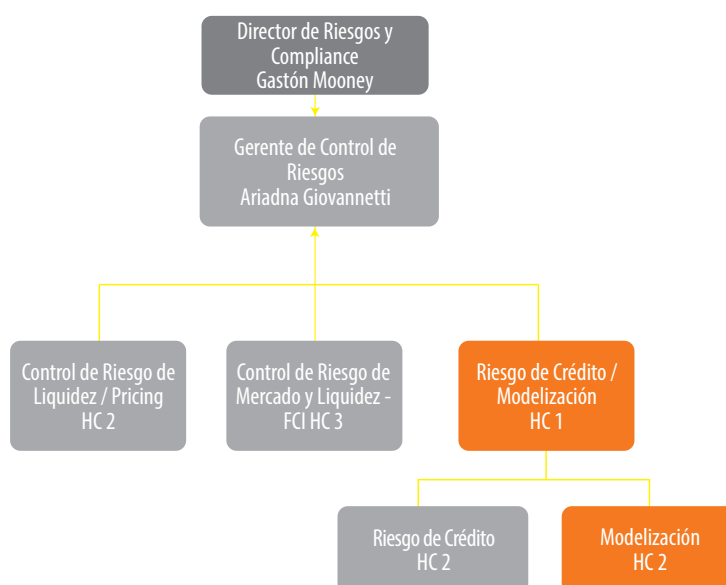 Director de Riesgos y
Compliance
Gastón Mooney
Gerente de Control de
Riesgos
Ariadna Giovannetti
Control de Riesgo de
Liquidez / Pricing
HC 2
Control de Riesgo de
Mercado y Liquidez -
FCI HC 3
Riesgo de Crédito /
Modelización
HC 1
Riesgo de Crédito
HC 2
Modelización
HC 2